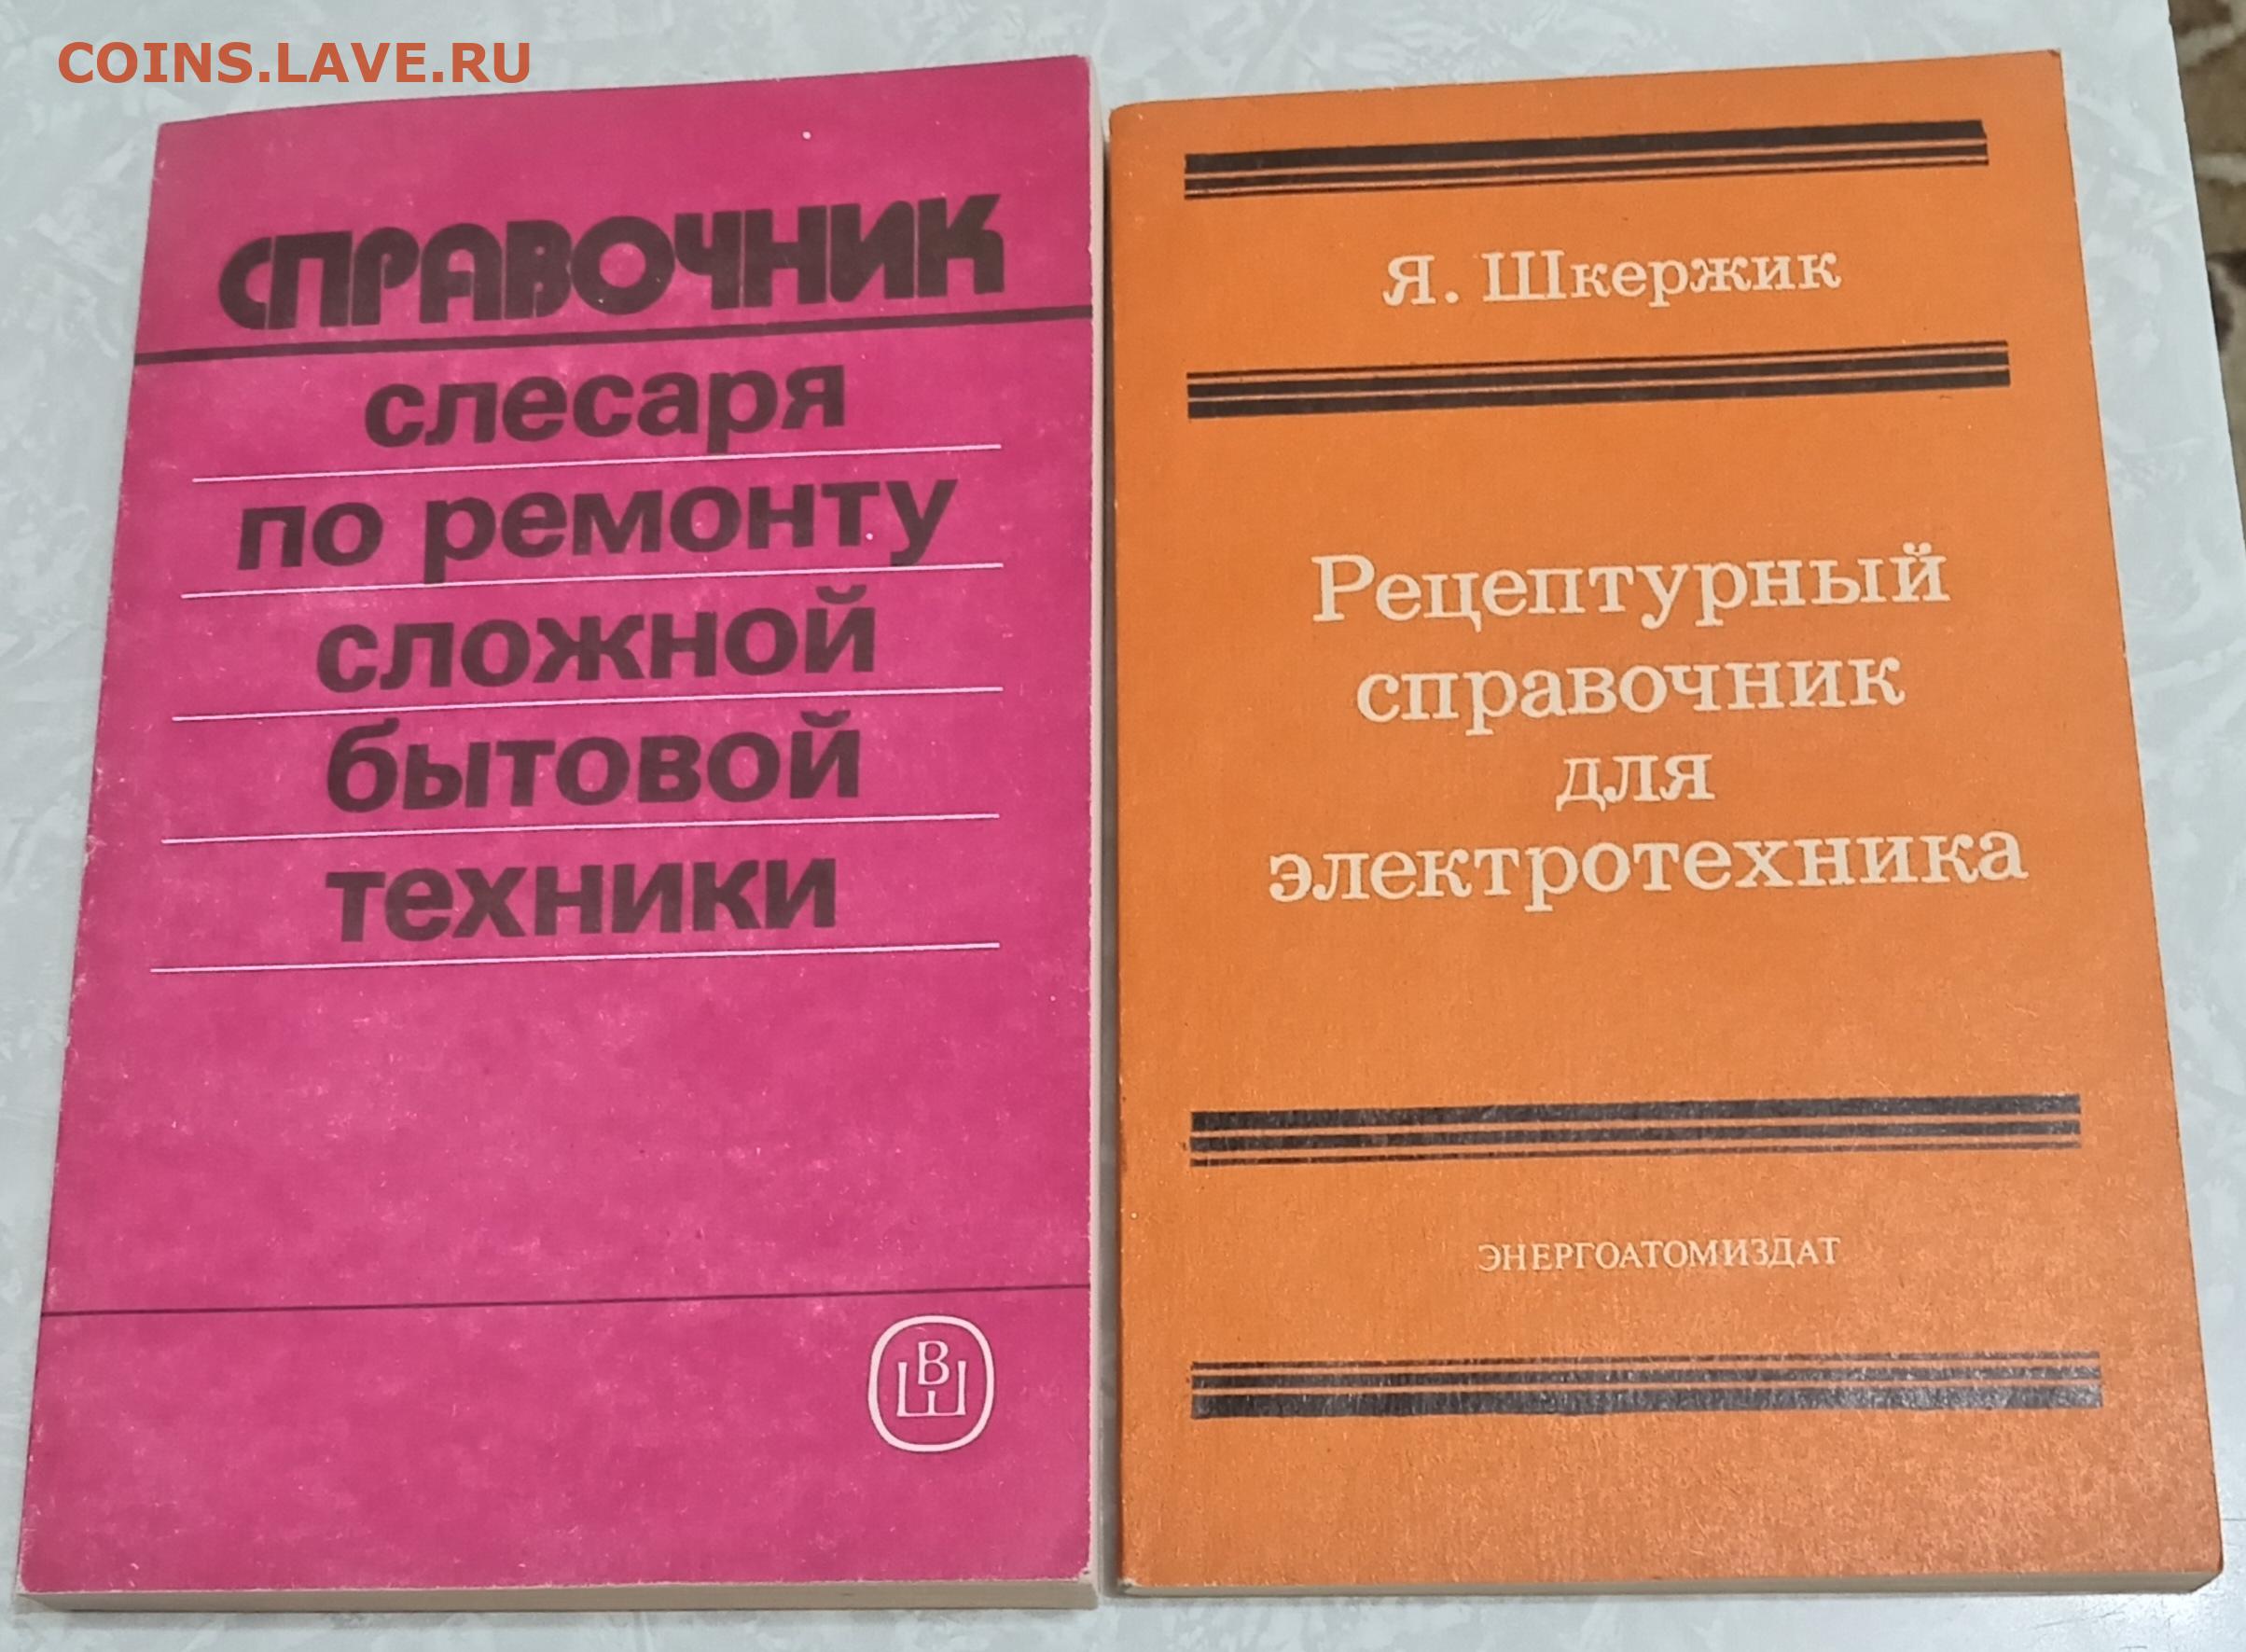 COINS.LAVE.RU
СПРАВОЧНИК
слесаря
по ремонту
сложной
бытовой
техники
ВШ
Я. Шкержик
Рецептурный
справочник
для
электротехника
ЭНЕРГОАТОМИЗДАТ